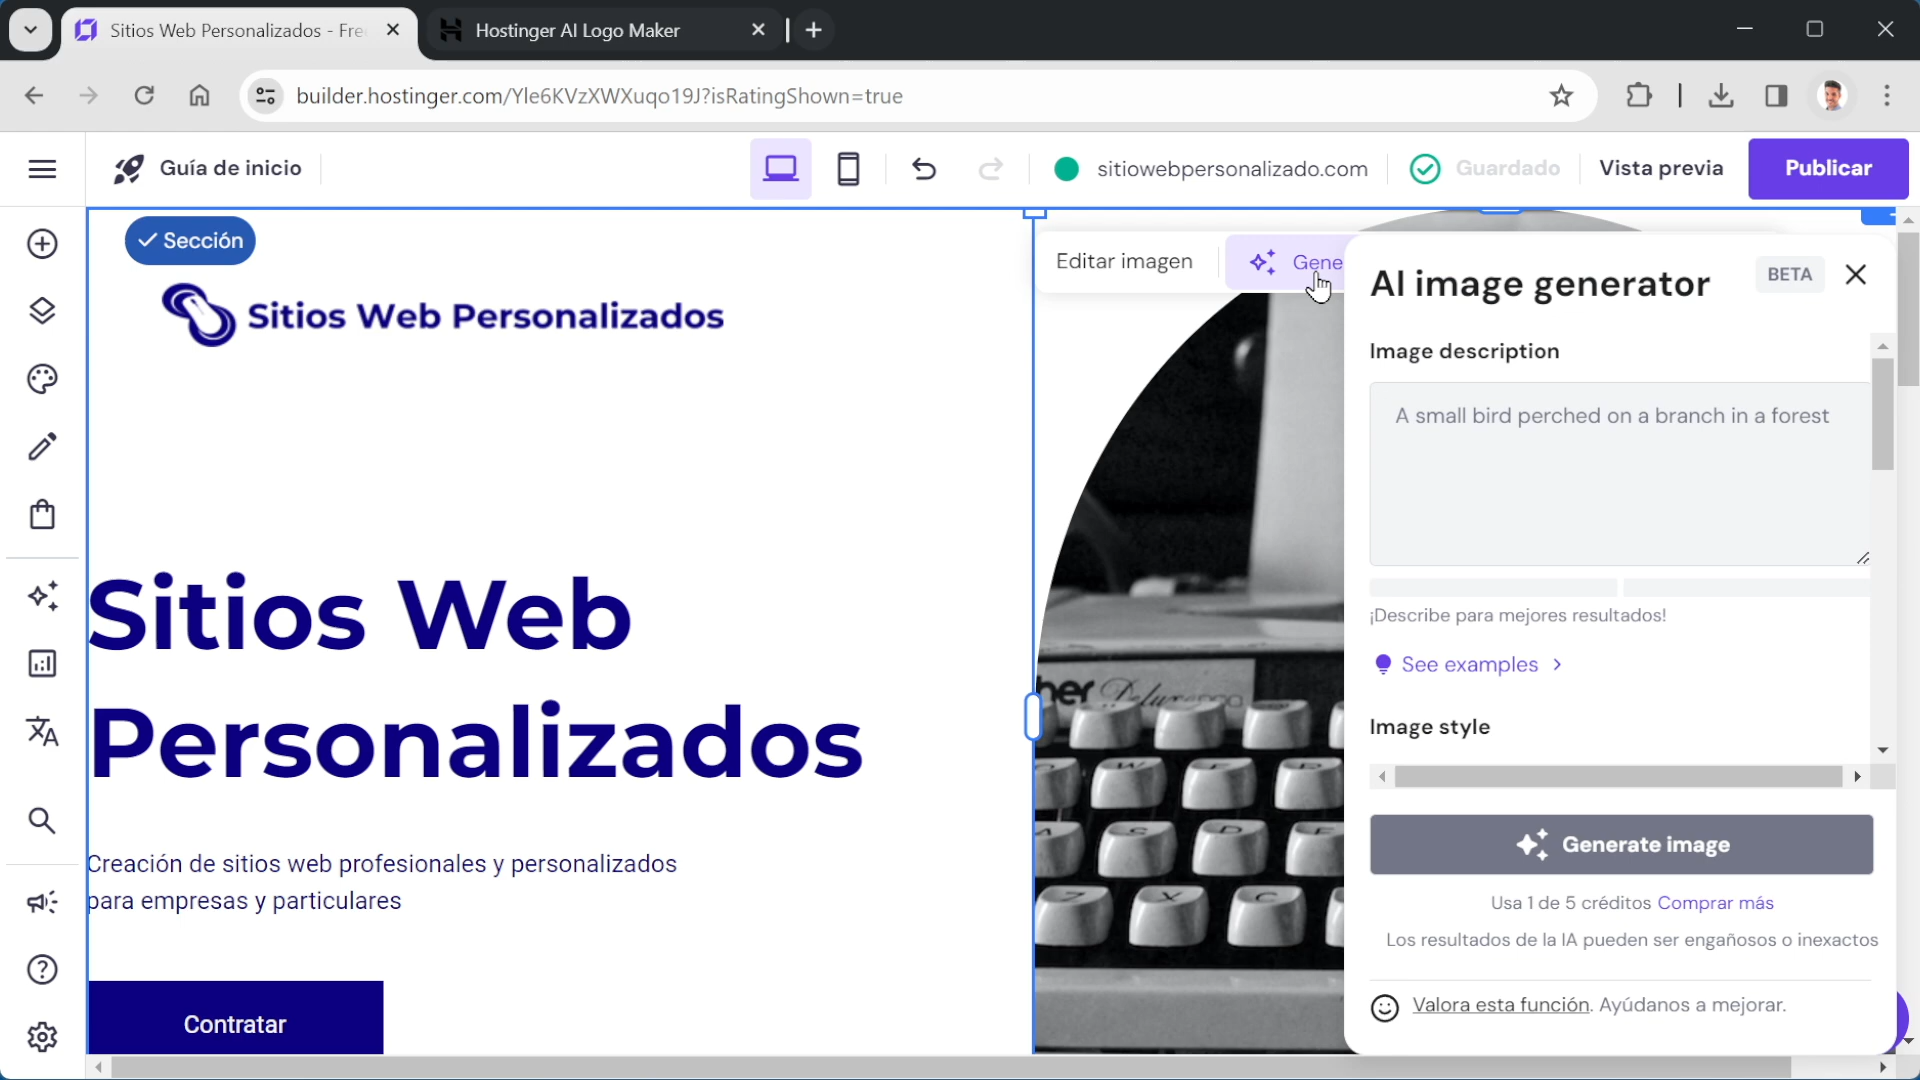 Sitios Web Personalizados - Fre
Hostinger AI Logo Maker
builder.hostinger.com/Yle6KVzXWXuqo19J?isRatingShown=true
Guía de inicio
sitiowebpersonalizado.com
Guardado
Vista previa
Publicar
Sección
Sitios Web Personalizados
Editar imagen
Gene
AI image generator
BETA
Image description
A small bird perched on a branch in a forest
¡Describe para mejores resultados!
See examples
Image style
Generate image
Usa 1 de 5 créditos Comprar más
Los resultados de la IA pueden ser engañosos o inexactos
Valora esta función. Ayúdanos a mejorar.
Sitios Web
Personalizados
Creación de sitios web profesionales y personalizados
para empresas y particulares
Contratar
her Deluxe
Z X C